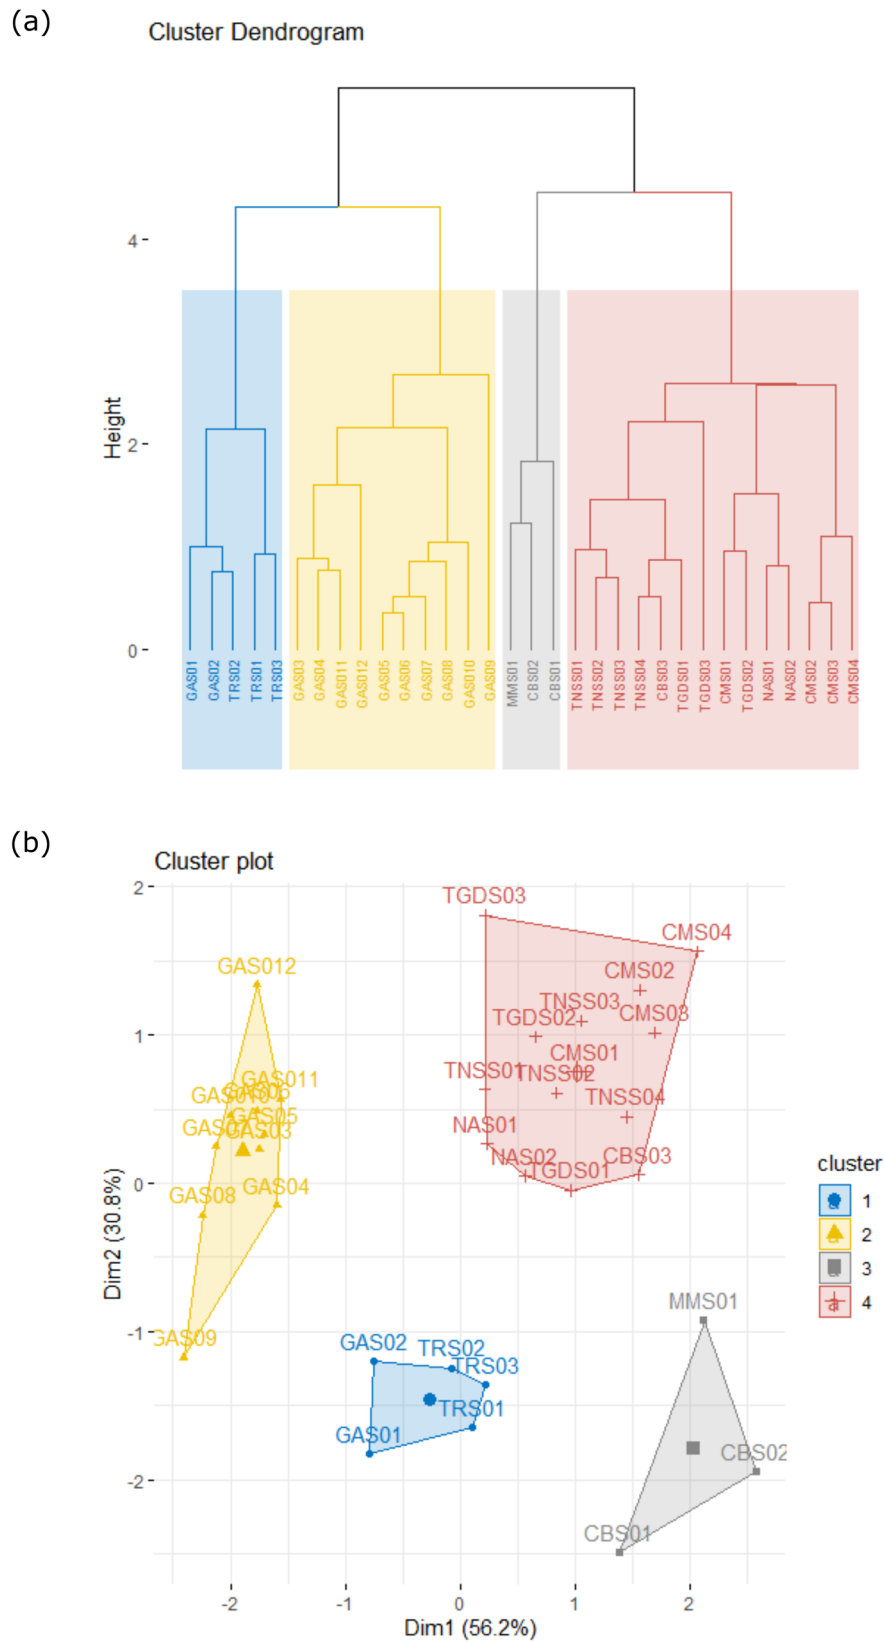 (a)
Cluster Dendrogram
Height
4
2
0
GAS01
GAS02
TRS02
TRS01
TRS03
GAS03
GAS04
GAS011
GAS012
GAS05
GAS06
GAS07
GAS08
GAS010
GAS09
MMS01
CBS02
CBS01
TNSS01
TNSS02
TNSS03
TNSS04
CBS03
TGDS01
TGDS03
CMS01
TGDS02
NAS01
NAS02
CMS02
CMS03
CMS04
(b)
Cluster plot
Dim2 (30.8%)
2
1
0
-1
-2
TGDS03
CMS04
GAS012
CMS02
TNSS03
CMS03
TGDS02
CMS01
TNSS01
TNSS02
GAS011
GAS010
GAS06
TNSS04
GAS05
NAS01
GAS07
GAS03
NAS02
CBS03
TGDS01
GAS04
GAS08
MMS01
GAS09
GAS02
TRS02
TRS03
TRS01
GAS01
CBS02
CBS01
cluster
a 1
a 2
a 3
a 4
-2 -1 0 1 2
Dim1 (56.2%)